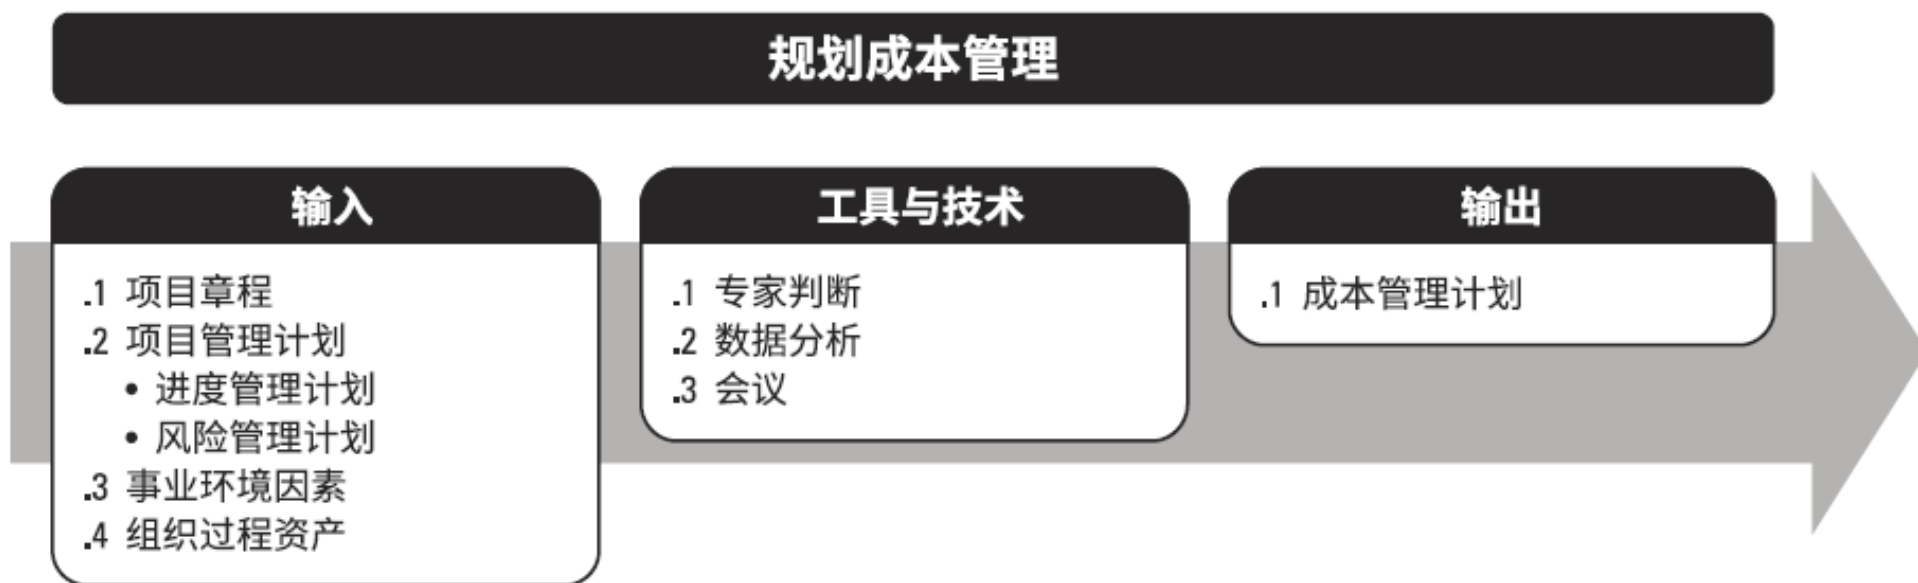 规划成本管理
输入
.1 项目章程
.2 项目管理计划
• 进度管理计划
• 风险管理计划
.3 事业环境因素
.4 组织过程资产
工具与技术
.1 专家判断
.2 数据分析
.3 会议
输出
.1 成本管理计划